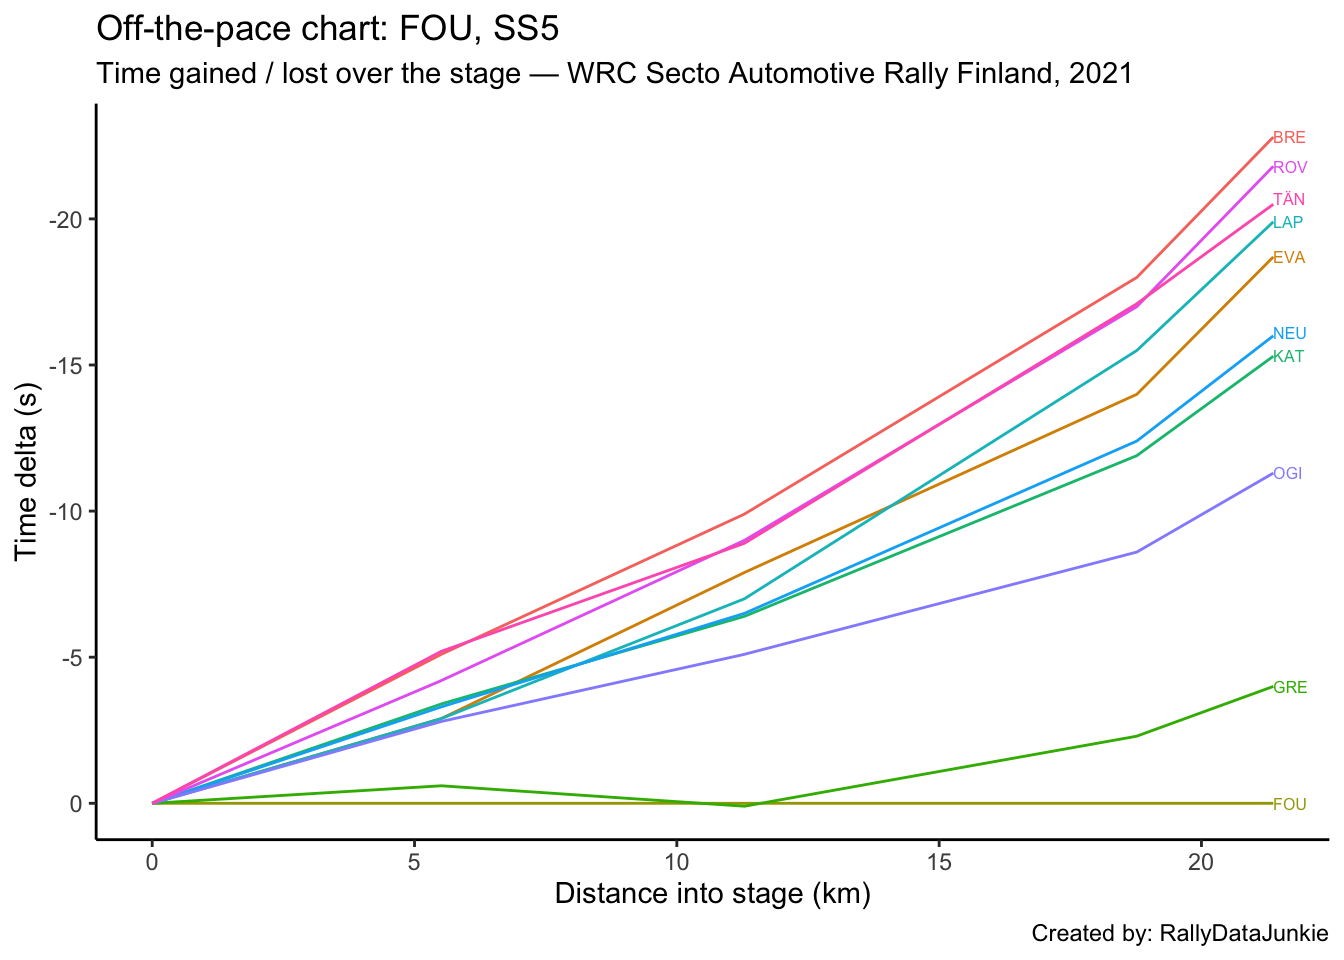 Off-the-pace chart: FOU, SS5
Time gained / lost over the stage — WRC Secto Automotive Rally Finland, 2021
BRE
ROV
TÄN
LAP
EVA
NEU
KAT
OGI
GRE
FOU
-20
-15
-10
-5
0
Time delta (s)
0 5 10 15 20
Distance into stage (km)
Created by: RallyDataJunkie